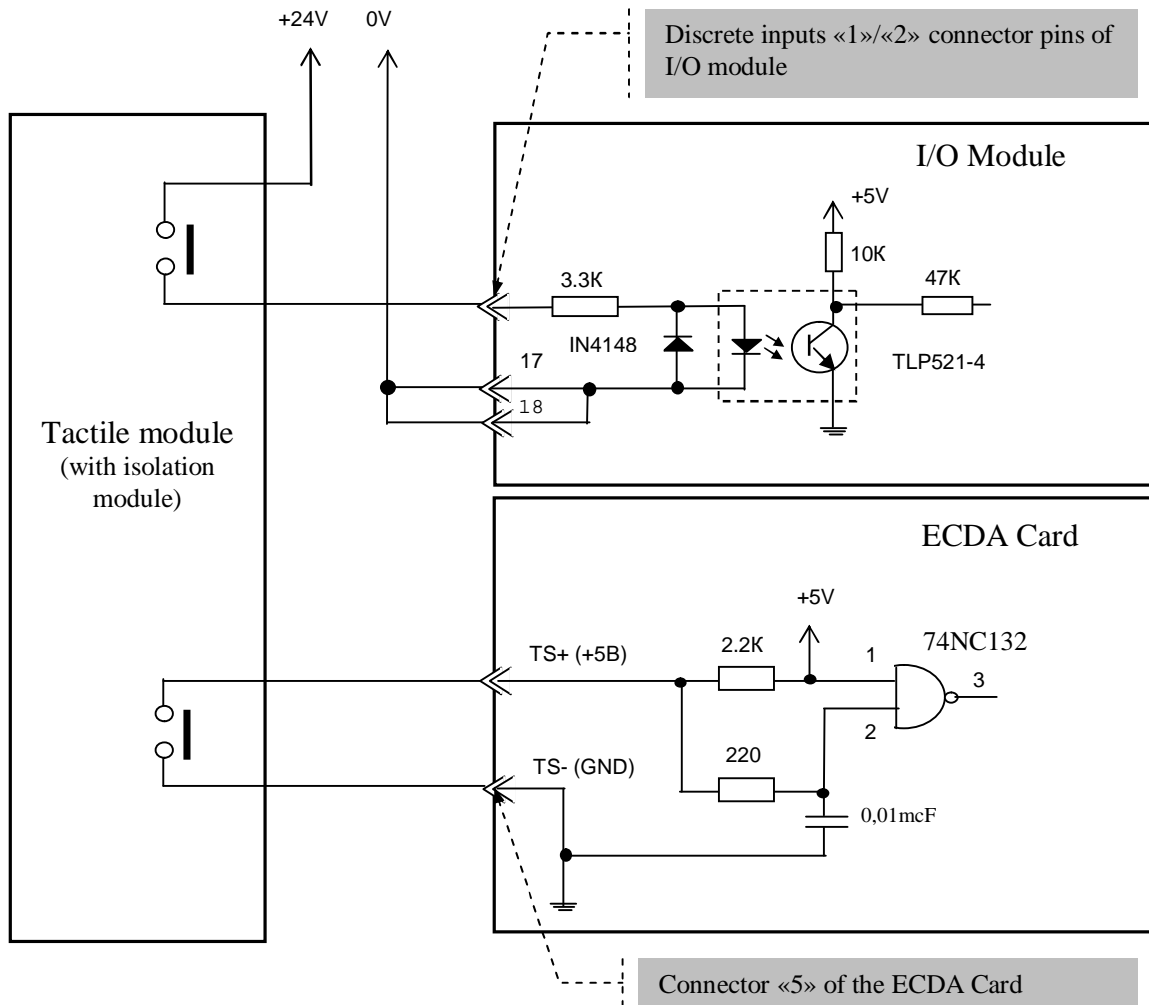 +24V
0V
Discrete inputs «1»/«2» connector pins of
I/O module
I/O Module
+5V
10K
3.3K
47K
IN4148
17
TLP521-4
18
Tactile module
(with isolation
module)
ECDA Card
+5V
TS+ (+5B)
2.2K
74NC132
1
3
2
220
TS- (GND)
0,01mcF
Connector «5» of the ECDA Card